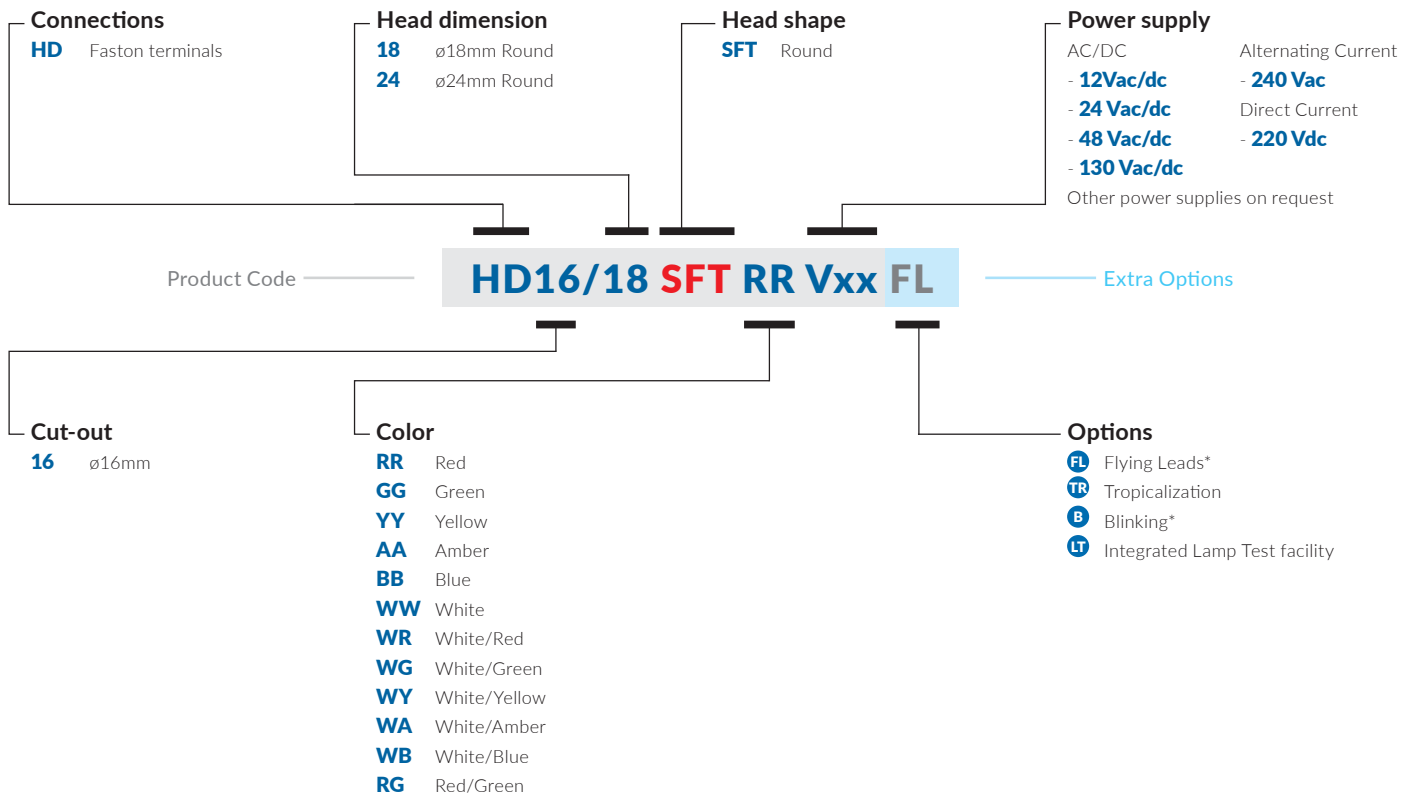 Connections
HD Faston terminals
Head dimension
18 ø18mm Round
24 ø24mm Round
Head shape
SFT Round
Power supply
AC/DC
- 12Vac/dc
- 24 Vac/dc
- 48 Vac/dc
- 130 Vac/dc
Alternating Current
- 240 Vac
Direct Current
- 220 Vdc
Other power supplies on request
Product Code
HD16/18 SFT RR Vxx FL
Extra Options
Cut-out
16 ø16mm
Color
RR Red
GG Green
YY Yellow
AA Amber
BB Blue
WW White
WR White/Red
WG White/Green
WY White/Yellow
WA White/Amber
WB White/Blue
RG Red/Green
Options
FL Flying Leads*
TR Tropicalization
B Blinking*
LT Integrated Lamp Test facility